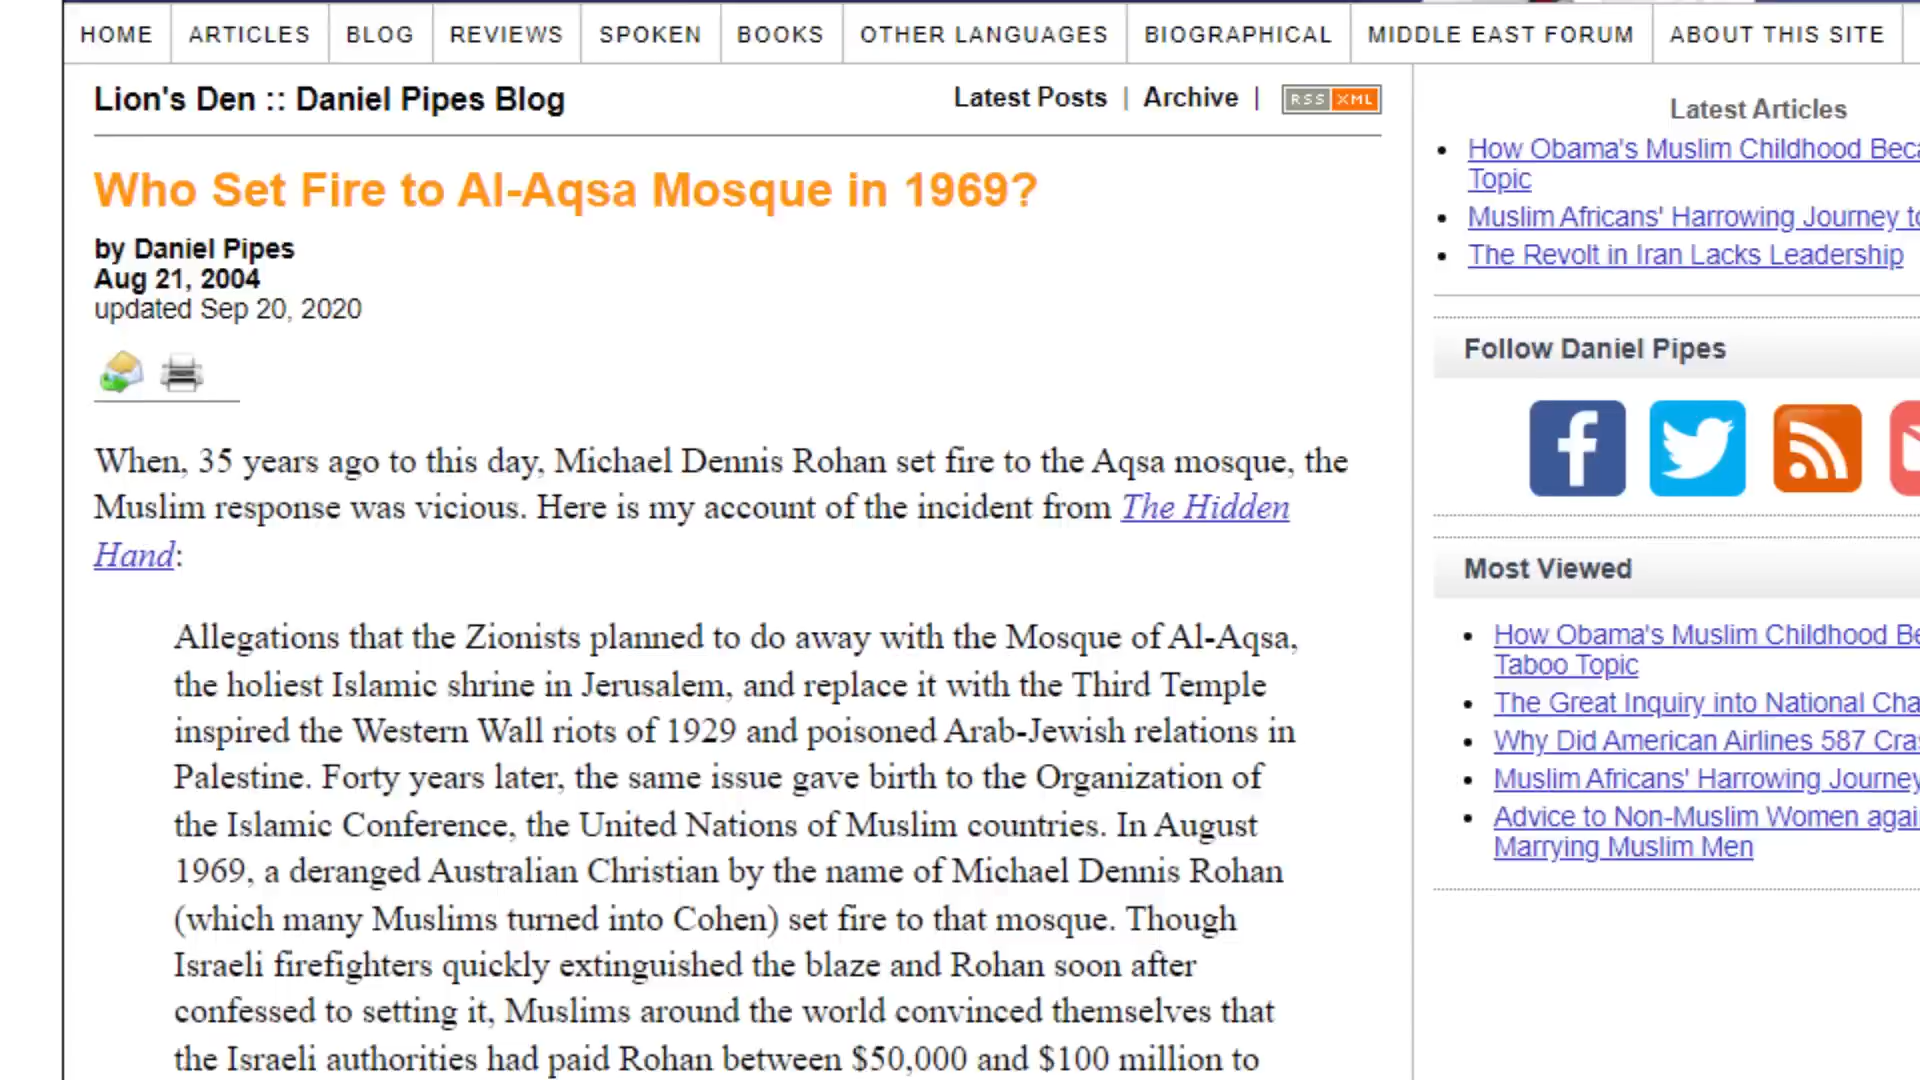 HOME ARTICLES BLOG REVIEWS SPOKEN BOOKS OTHER LANGUAGES BIOGRAPHICAL MIDDLE EAST FORUM ABOUT THIS SITE
Lion's Den :: Daniel Pipes Blog
Latest Posts | Archive | RSS XML
Who Set Fire to Al-Aqsa Mosque in 1969?
by Daniel Pipes
Aug 21, 2004
updated Sep 20, 2020
When, 35 years ago to this day, Michael Dennis Rohan set fire to the Aqsa mosque, the
Muslim response was vicious. Here is my account of the incident from The Hidden
Hand:
Allegations that the Zionists planned to do away with the Mosque of Al-Aqsa,
the holiest Islamic shrine in Jerusalem, and replace it with the Third Temple
inspired the Western Wall riots of 1929 and poisoned Arab-Jewish relations in
Palestine. Forty years later, the same issue gave birth to the Organization of
the Islamic Conference, the United Nations of Muslim countries. In August
1969, a deranged Australian Christian by the name of Michael Dennis Rohan
(which many Muslims turned into Cohen) set fire to that mosque. Though
Israeli firefighters quickly extinguished the blaze and Rohan soon after
confessed to setting it, Muslims around the world convinced themselves that
the Israeli authorities had paid Rohan between $50,000 and $100 million to
Latest Articles
How Obama's Muslim Childhood
Topic
Muslim Africans' Harrowing Journey
The Revolt in Iran Lacks Leadership
Follow Daniel Pipes
Most Viewed
How Obama's Muslim Childhood
Taboo Topic
The Great Inquiry into National
Why Did American Airlines 587
Muslim Africans' Harrowing Journey
Advice to Non-Muslim Women
Marrying Muslim Men